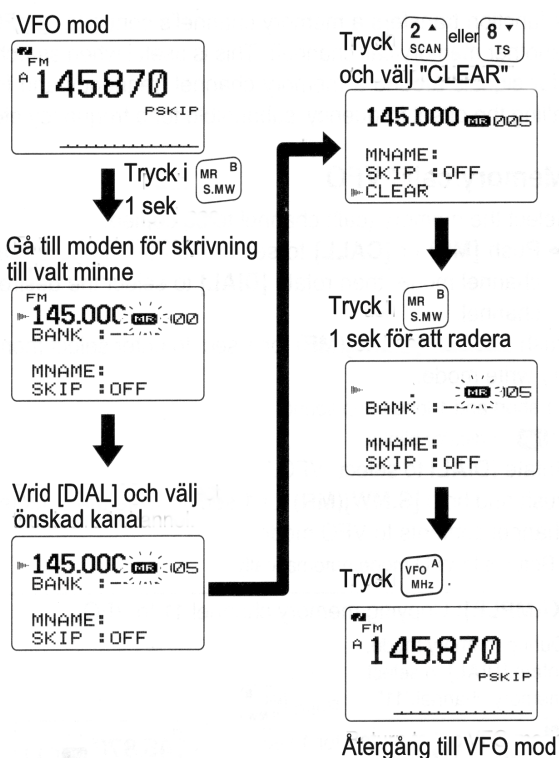 VFO mod
FM
A 145.870
PSKIP
Tryck i MR B S.MW
1 sek
Gå till moden för skrivning
till valt minne
FM
145.000 MR 00
BANK :----
MNAME:
SKIP :OFF
Vrid [DIAL] och välj
önskad kanal
145.000 MR 05
BANK :----
MNAME:
SKIP :OFF
Tryck 2 SCAN eller 8 TS
och välj "CLEAR"
145.000 MR 005
MNAME:
SKIP :OFF
CLEAR
Tryck i MR B S.MW
1 sek för att radera
MR 05
BANK :----
MNAME:
SKIP :OFF
Tryck VFO A MHz .
FM
A 145.870
PSKIP
Återgång till VFO mod